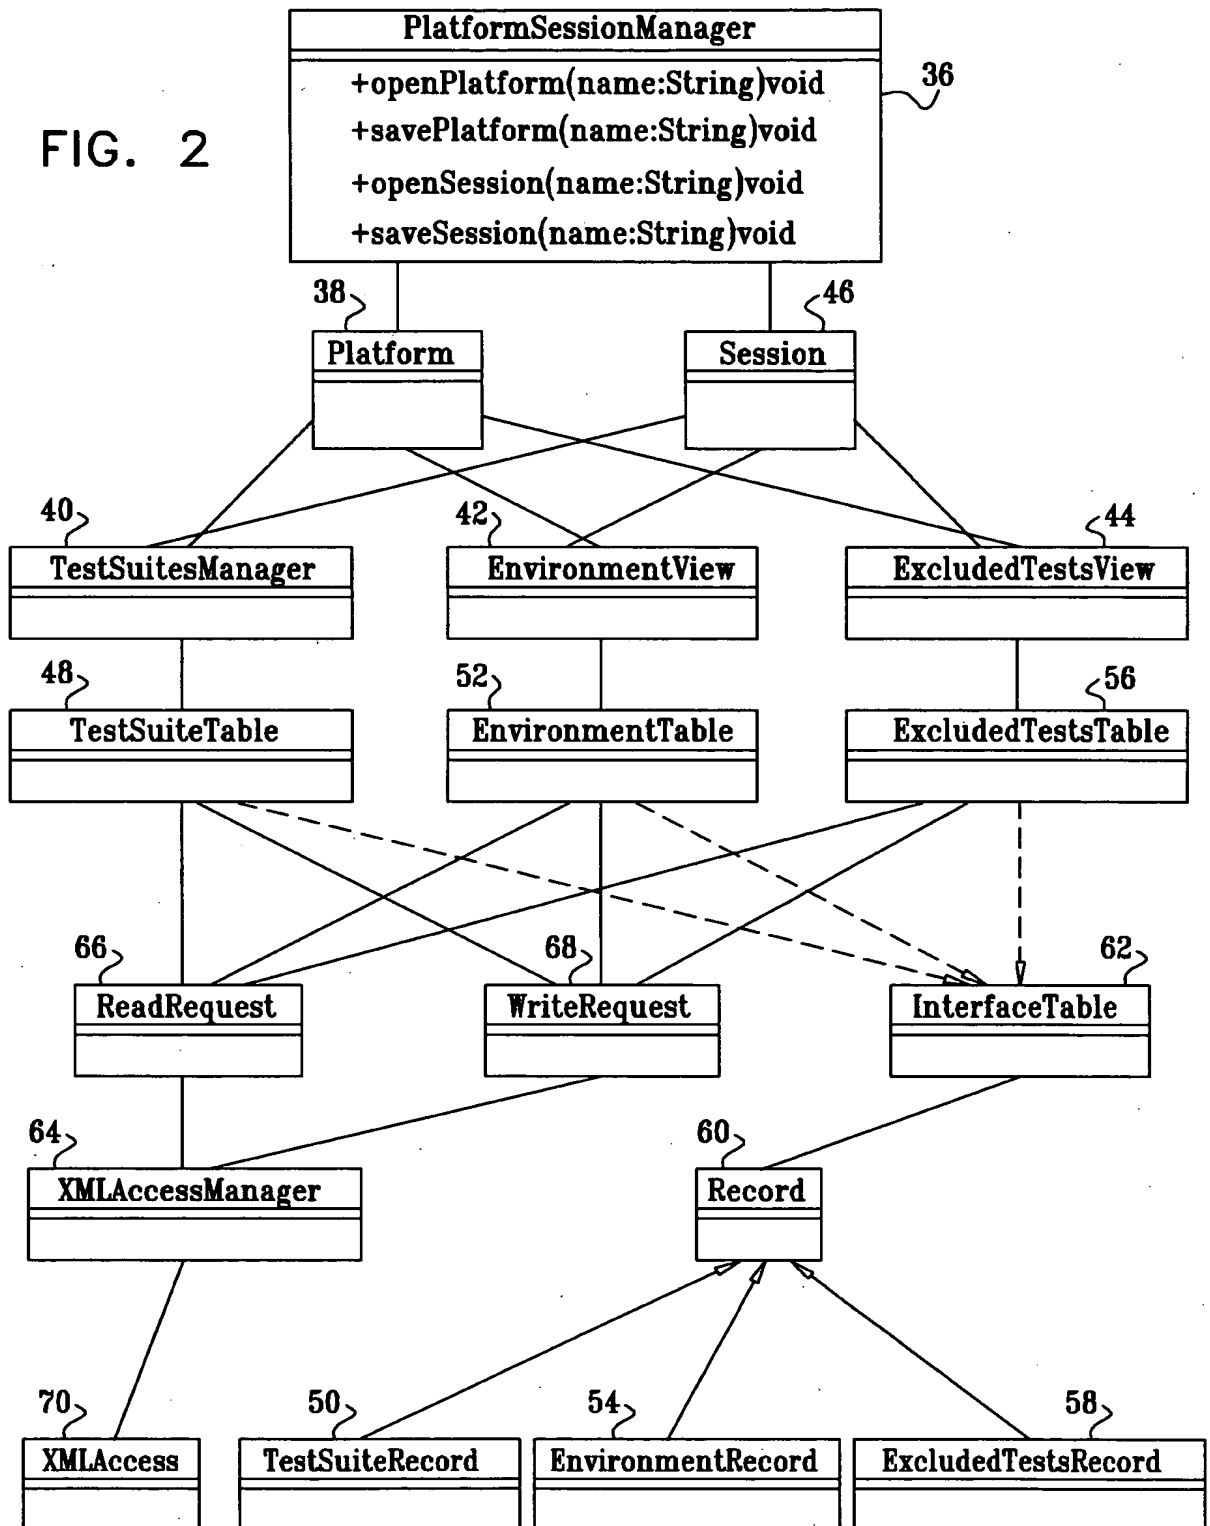 PlatformSessionManager
+openPlatform(name:String)void
36
+savePlatform(name:String)void
FIG. 2
+openSession(name:String)void
+saveSession(name:String)void
38
46
Platform
Session
40
42
44
TestSuitesManager
EnvironmentView
ExcludedTestsView
48
52
56
TestSuiteTable
EnvironmentTable
ExcludedTestsTable
66
68
62
ReadRequest
WriteRequest
InterfaceTable
64
60
XMLAccessManager
Record
70
50
54
58
XMLAccess
TestSuiteRecord
EnvironmentRecord
ExcludedTestsRecord